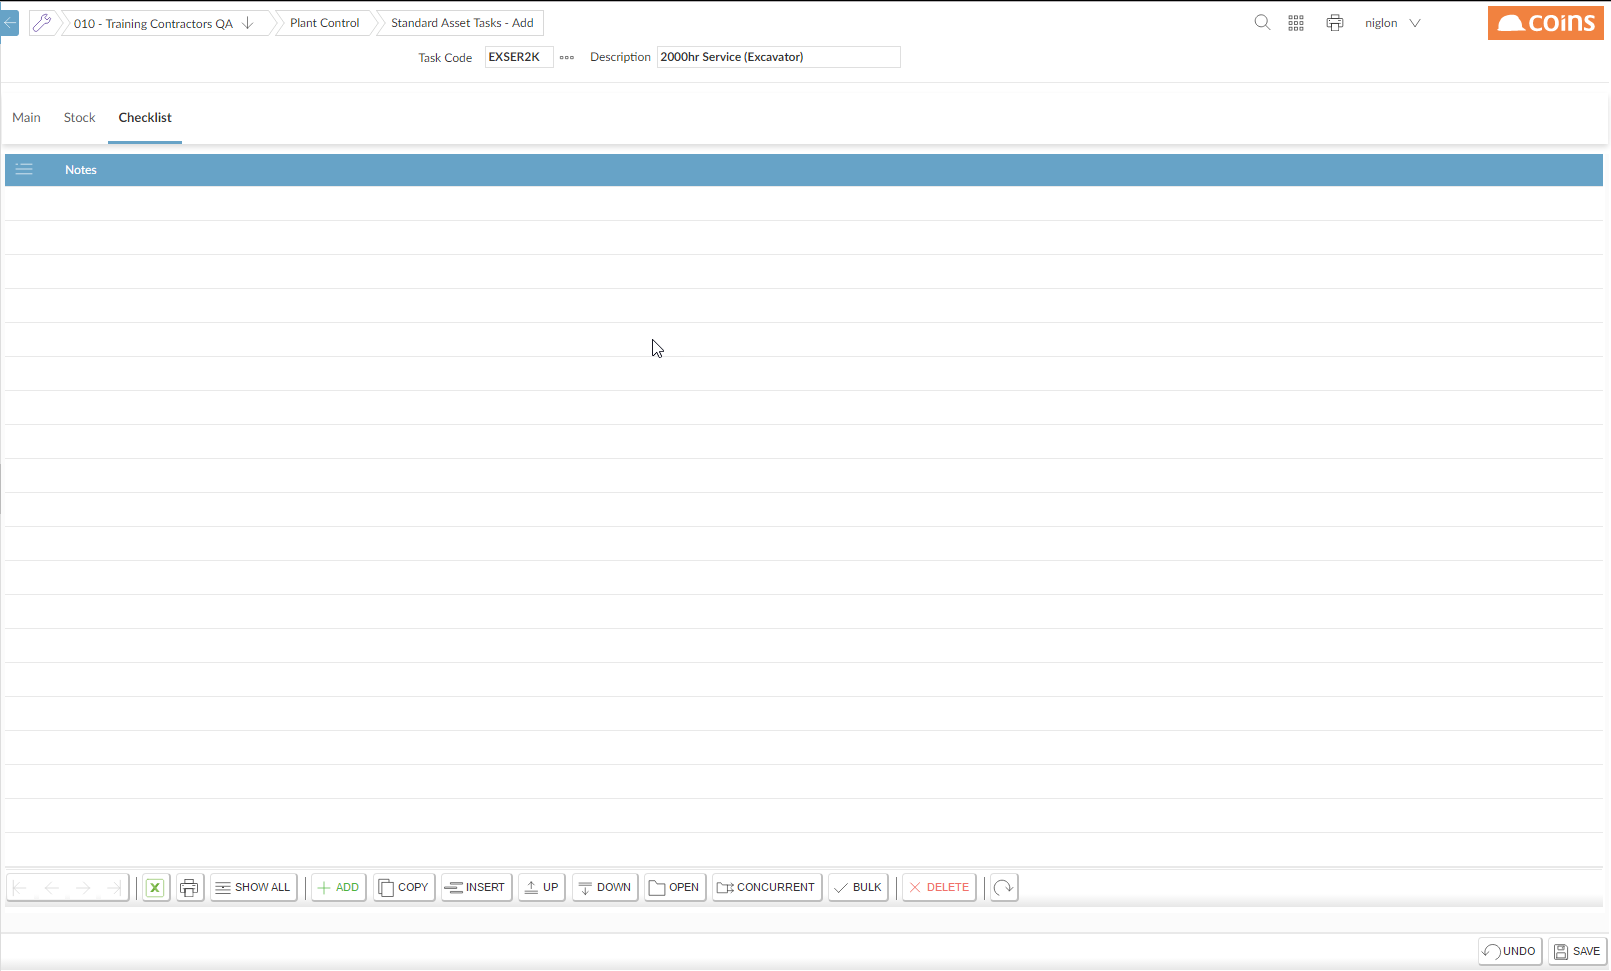 010 - Training Contractors QA Plant Control Standard Asset Tasks - Add niglon coins
Task Code EXSER2K Description 2000hr Service (Excavator)
Main Stock Checklist
Notes
SHOW ALL ADD COPY INSERT UP DOWN OPEN CONCURRENT BULK DELETE
UNDO SAVE